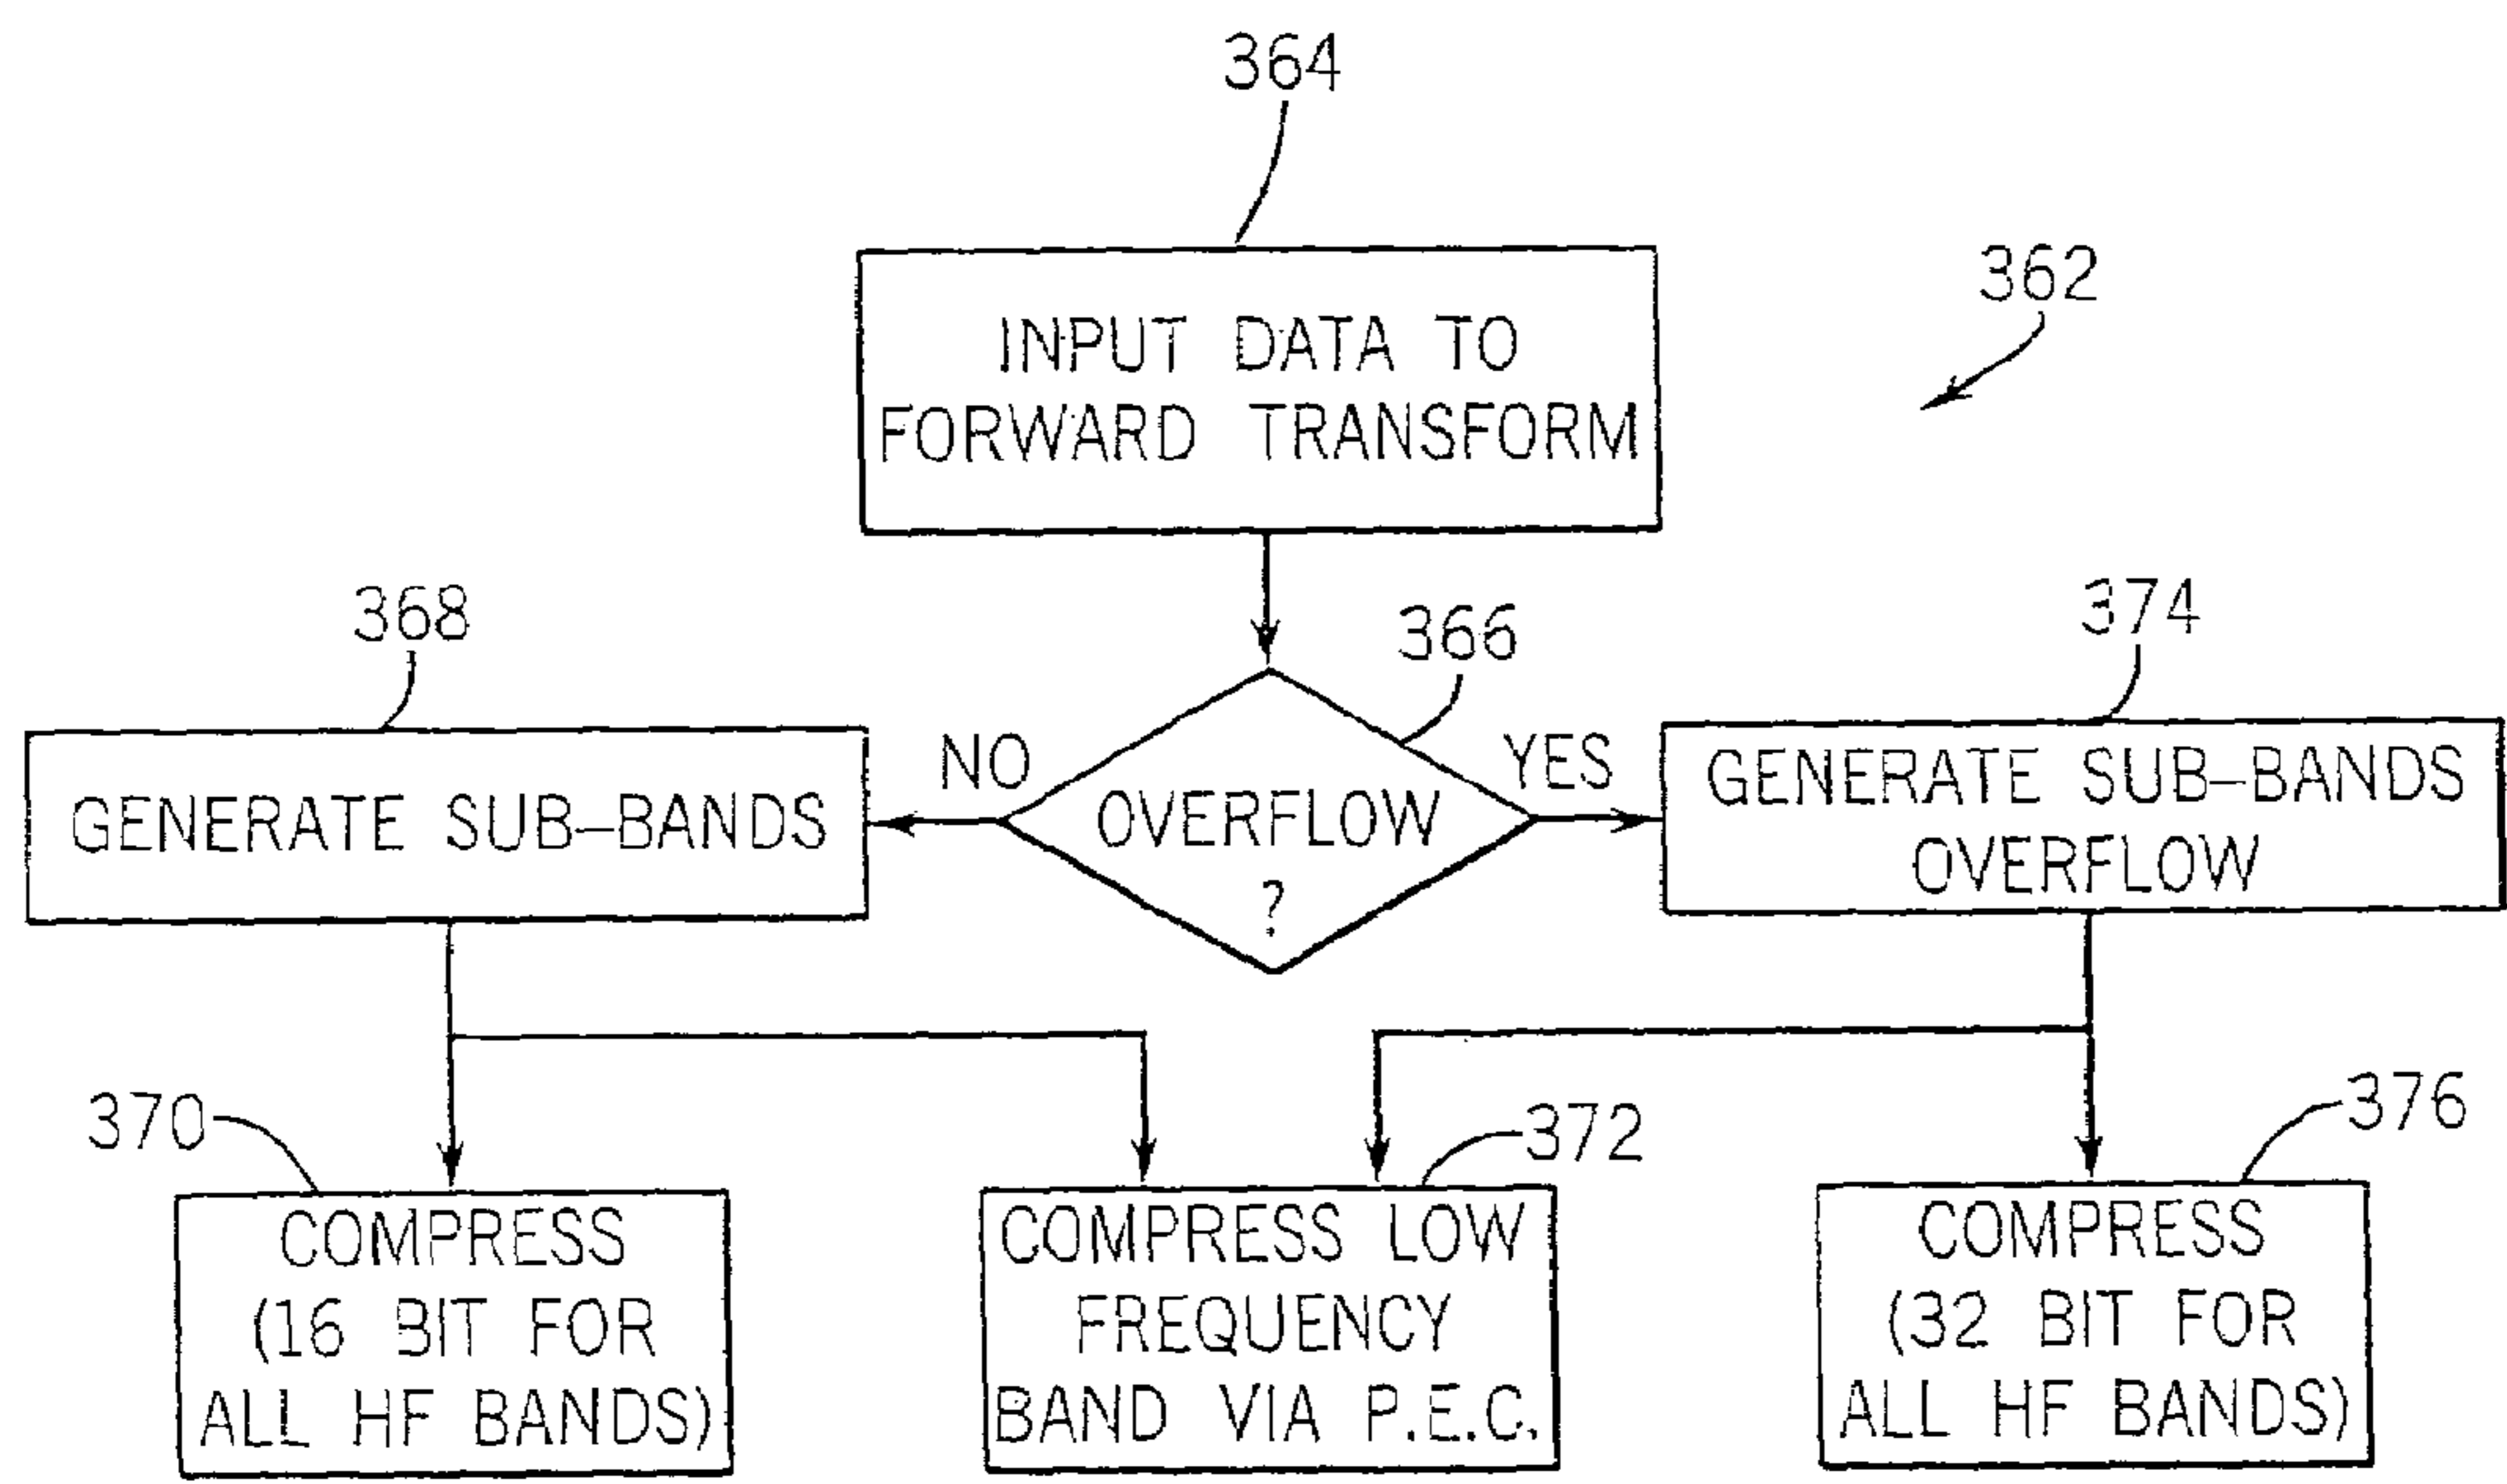 364
362
INPUT DATA TO
FORWARD TRANSFORM
368
366
374
NO
YES
GENERATE SUB-BANDS
OVERFLOW
?
GENERATE SUB-BANDS
OVERFLOW
370
372
376
COMPRESS
(16 BIT FOR
ALL HF BANDS)
COMPRESS LOW
FREQUENCY
BAND VIA P.E.C.
COMPRESS
(32 BIT FOR
ALL HF BANDS)